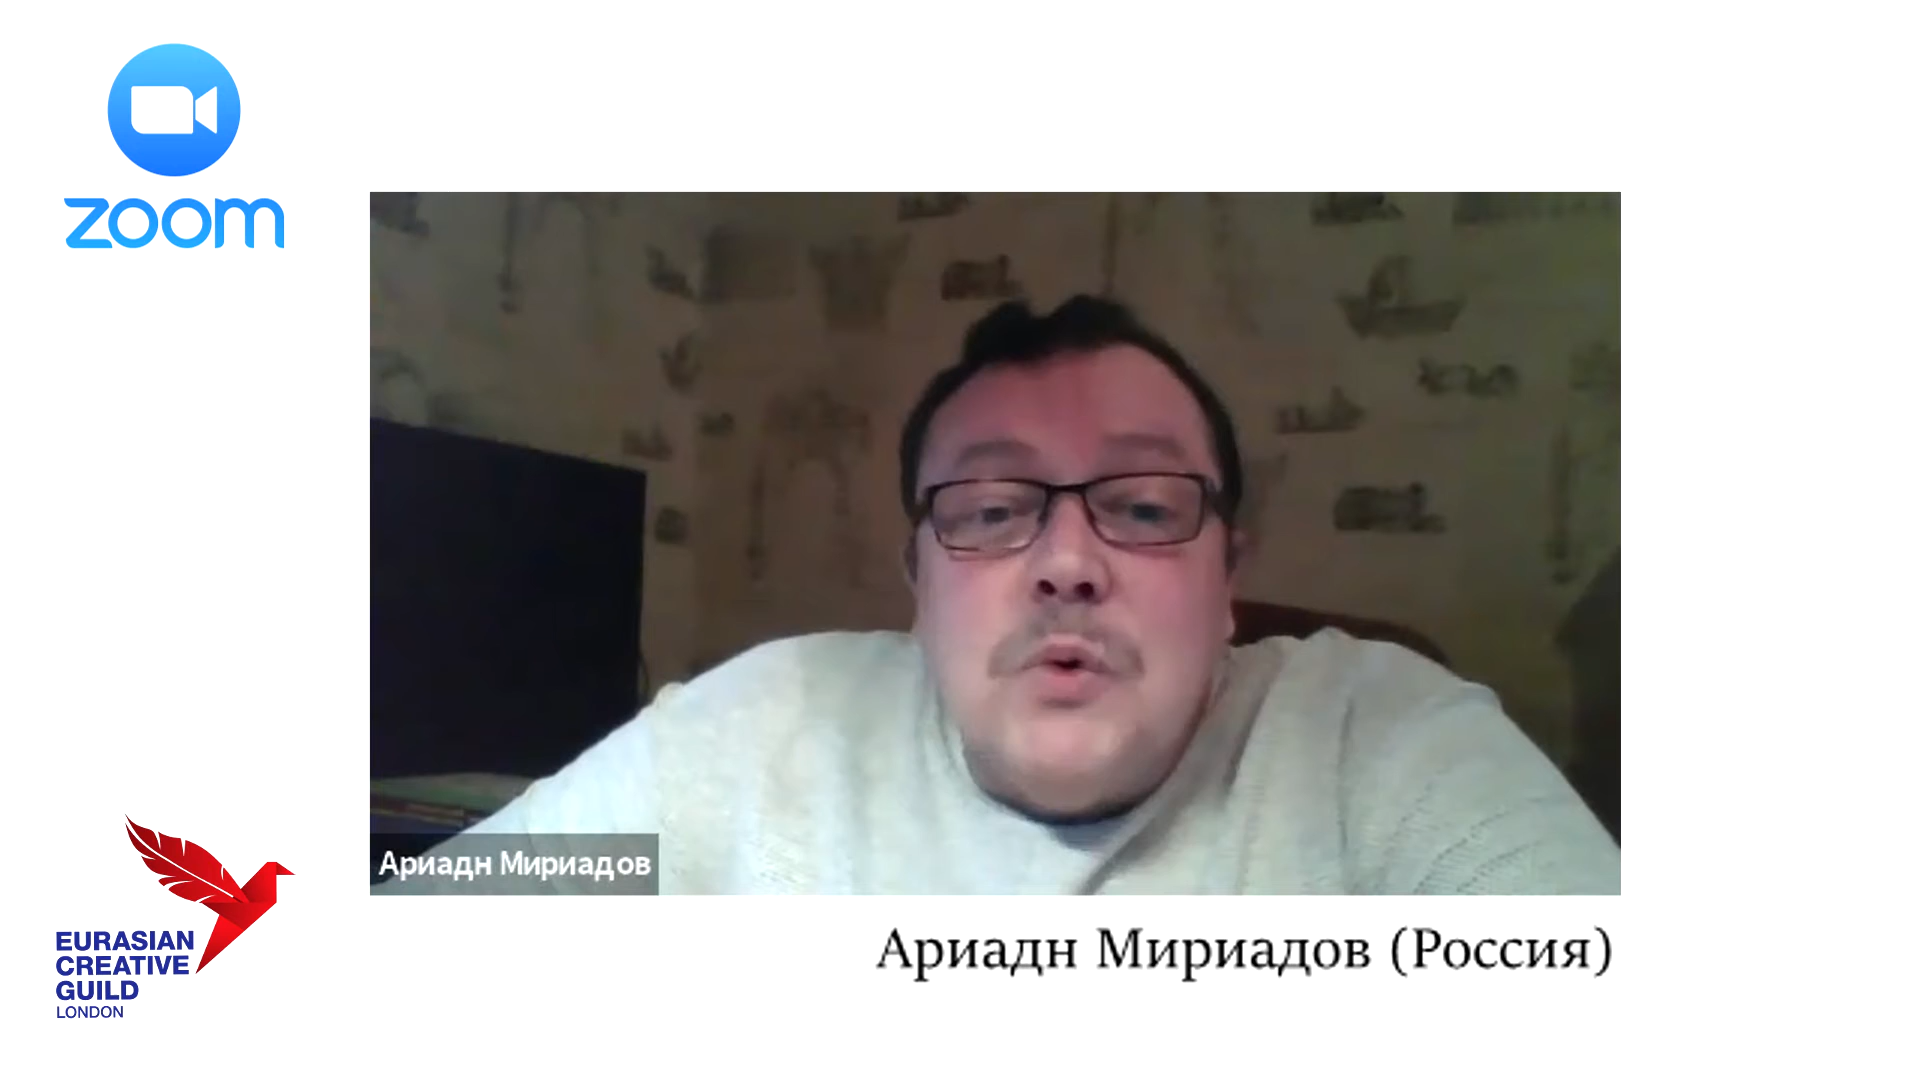 zoom
Ариадн Мириадов
Ариадн Мириадов (Россия)
EURASIAN
CREATIVE
GUILD
LONDON